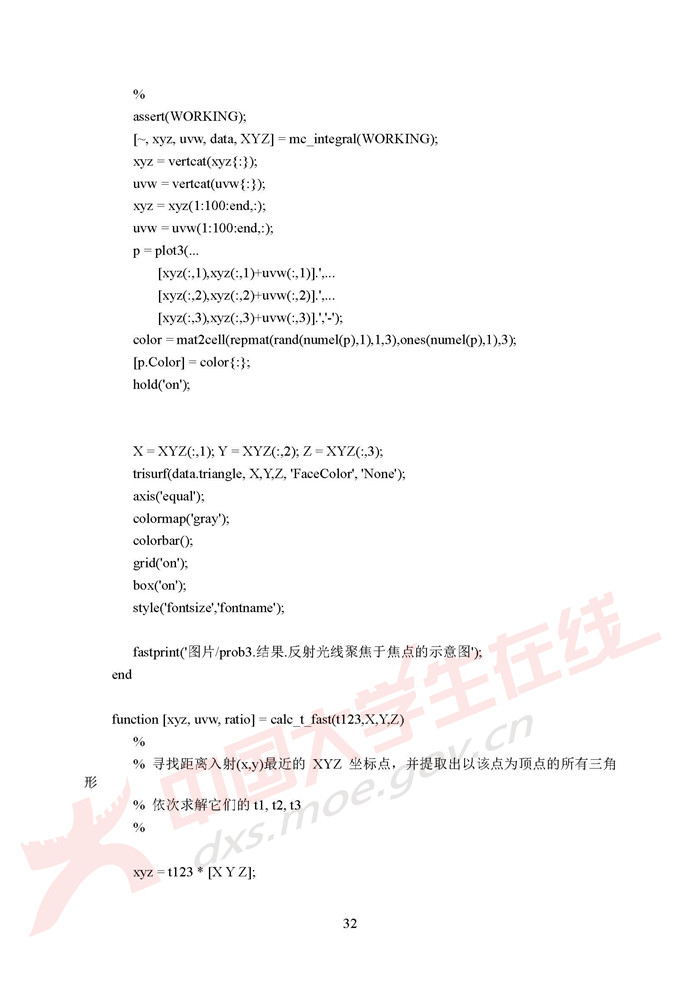 %
assert(WORKING);
[~, xyz, uvw, data, XYZ] = mc_integral(WORKING);
xyz = vertcat(xyz{:});
uvw = vertcat(uvw{:});
xyz = xyz(1:100:end,:);
uvw = uvw(1:100:end,:);
p = plot3(...
[xyz(:,1),xyz(:,1)+uvw(:,1)].',...
[xyz(:,2),xyz(:,2)+uvw(:,2)].',...
[xyz(:,3),xyz(:,3)+uvw(:,3)].','-');
color = mat2cell(repmat(rand(numel(p),1),1,3),ones(numel(p),1),3);
[p.Color] = color{:};
hold('on');
X = XYZ(:,1); Y = XYZ(:,2); Z = XYZ(:,3);
trisurf(data.triangle, X,Y,Z, 'FaceColor', 'None');
axis('equal');
colormap('gray');
colorbar();
grid('on');
box('on');
style('fontsize','fontname');
fastprint('图片/prob3.结果.反射光线聚焦于焦点的示意图');
end
function [xyz, uvw, ratio] = calc_t_fast(t123,X,Y,Z)
%
% 寻找距离入射(x,y)最近的 XYZ 坐标点，并提取出以该点为顶点的所有三角
形
% 依次求解它们的 t1, t2, t3
%
xyz = t123 * [X Y Z];
32
中国大学生在线
dxs.moe.gov.cn